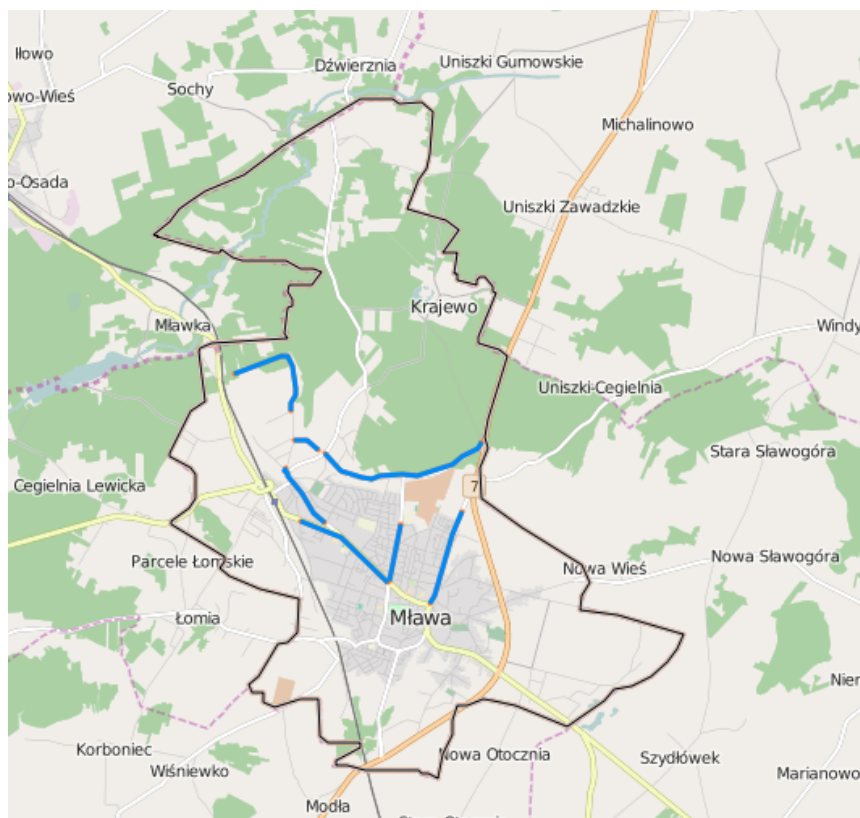 Iłowo
Dźwierznia
Uniszki Gumowskie
Sochy
owo-Wieś
Michalinowo
o-Osada
Uniszki Zawadzkie
Krajewo
Mławka
Windy
Uniszki-Cegielnia
Stara Sławogóra
Cegielnia Lewicka
7
Parcele Łomskie
Nowa Wieś
Nowa Sławogóra
Łomia
Mława
Nier
Korboniec
Nowa Otocznia
Szydłówek
Wiśniewko
Marianowo
Modła